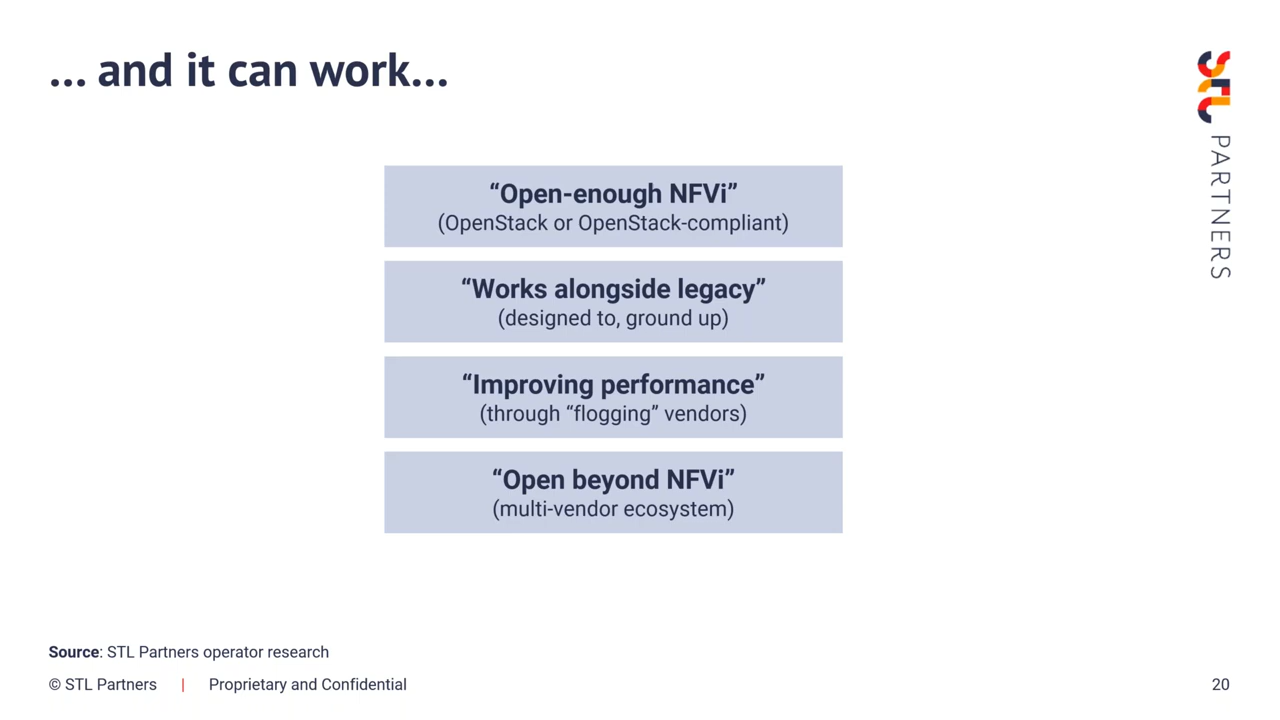 ... and it can work...
STL PARTNERS
“Open-enough NFVi”
(OpenStack or OpenStack-compliant)
“Works alongside legacy”
(designed to, ground up)
“Improving performance”
(through “flogging” vendors)
“Open beyond NFVi”
(multi-vendor ecosystem)
Source: STL Partners operator research
© STL Partners | Proprietary and Confidential
20